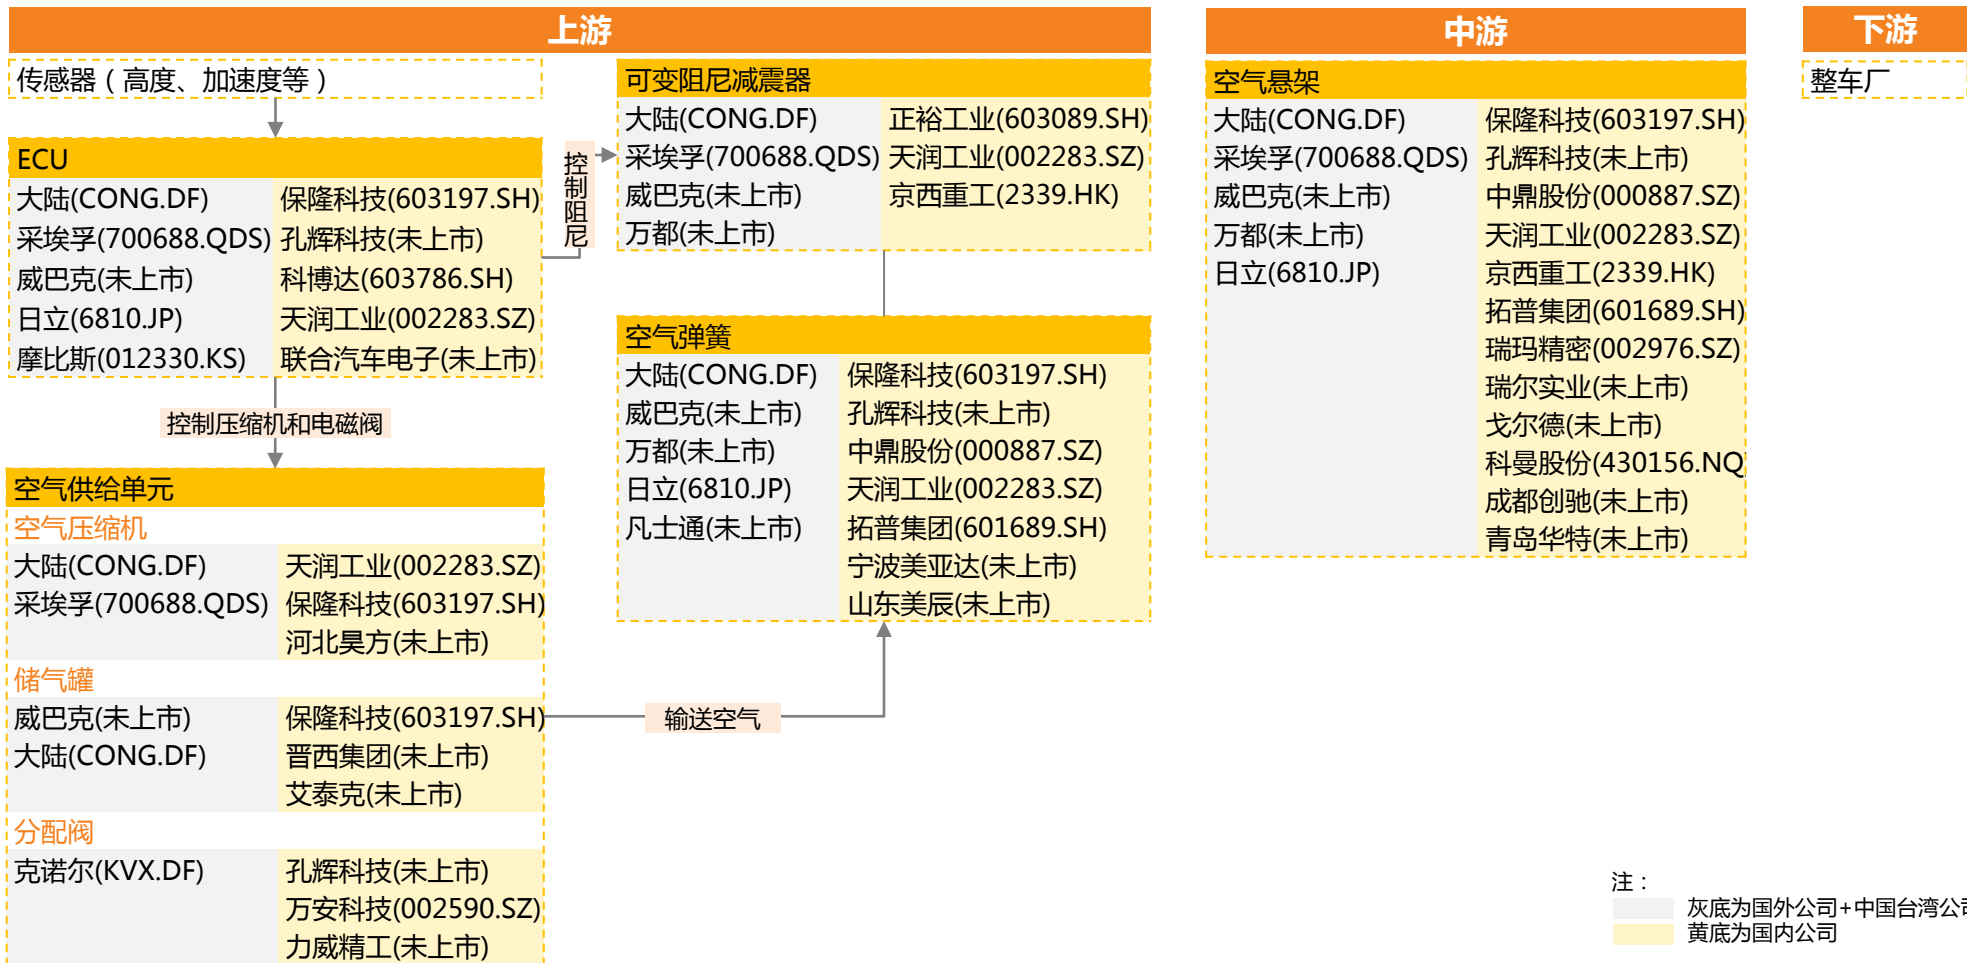 上游
传感器（高度、加速度等）
ECU
大陆(CONG.DF) 保隆科技(603197.SH)
采埃孚(700688.QDS) 孔辉科技(未上市)
威巴克(未上市) 科博达(603786.SH)
日立(6810.JP) 天润工业(002283.SZ)
摩比斯(012330.KS) 联合汽车电子(未上市)
控制压缩机和电磁阀
空气供给单元
空气压缩机
大陆(CONG.DF) 天润工业(002283.SZ)
采埃孚(700688.QDS) 保隆科技(603197.SH)
河北昊方(未上市)
储气罐
威巴克(未上市) 保隆科技(603197.SH)
大陆(CONG.DF) 晋西集团(未上市)
艾泰克(未上市)
分配阀
克诺尔(KVX.DF) 孔辉科技(未上市)
万安科技(002590.SZ)
力威精工(未上市)
控制阻尼
可变阻尼减震器
大陆(CONG.DF) 正裕工业(603089.SH)
采埃孚(700688.QDS) 天润工业(002283.SZ)
威巴克(未上市) 京西重工(2339.HK)
万都(未上市)
空气弹簧
大陆(CONG.DF) 保隆科技(603197.SH)
威巴克(未上市) 孔辉科技(未上市)
万都(未上市) 中鼎股份(000887.SZ)
日立(6810.JP) 天润工业(002283.SZ)
凡士通(未上市) 拓普集团(601689.SH)
宁波美亚达(未上市)
山东美辰(未上市)
输送空气
中游
空气悬架
大陆(CONG.DF) 保隆科技(603197.SH)
采埃孚(700688.QDS) 孔辉科技(未上市)
威巴克(未上市) 中鼎股份(000887.SZ)
万都(未上市) 天润工业(002283.SZ)
日立(6810.JP) 京西重工(2339.HK)
拓普集团(601689.SH)
瑞玛精密(002976.SZ)
瑞尔实业(未上市)
戈尔德(未上市)
科曼股份(430156.NQ
成都创驰(未上市)
青岛华特(未上市)
下游
整车厂
注：
灰底为国外公司+中国台湾公司
黄底为国内公司